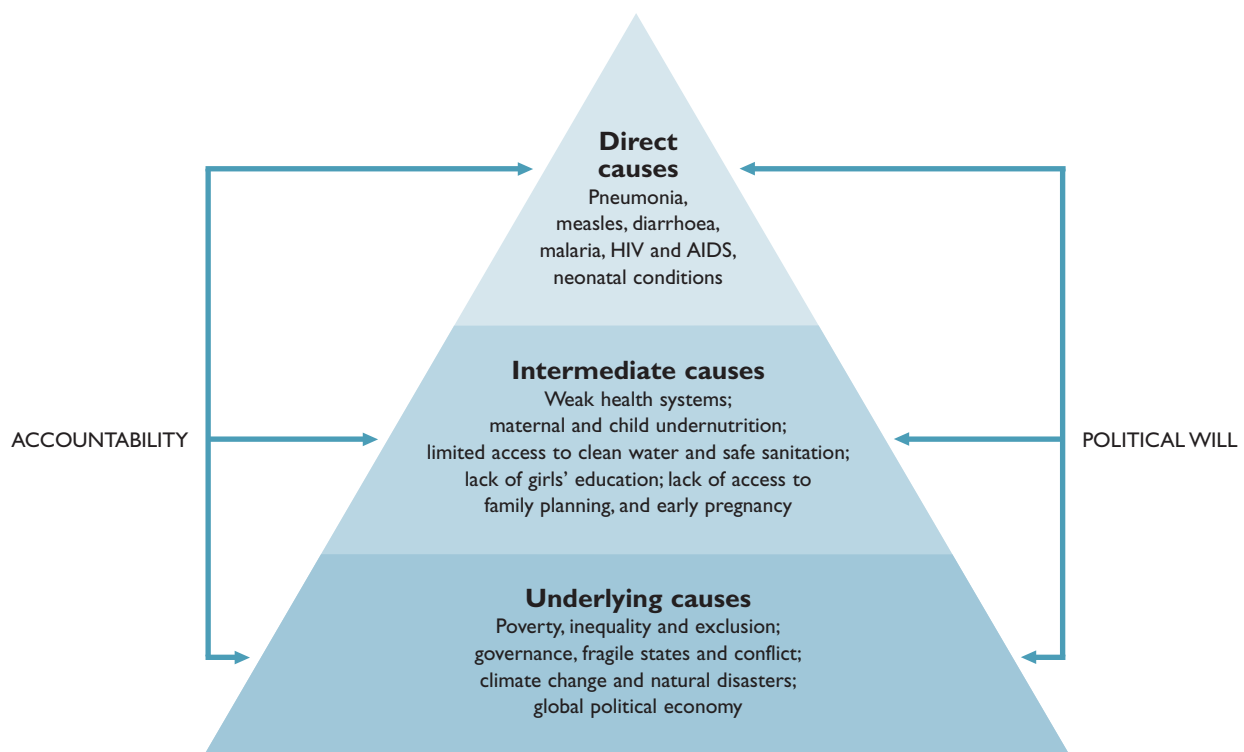 Direct
causes
Pneumonia,
measles, diarrhoea,
malaria, HIV and AIDS,
neonatal conditions
Intermediate causes
Weak health systems;
maternal and child undernutrition;
limited access to clean water and safe sanitation;
lack of girls’ education; lack of access to
family planning, and early pregnancy
ACCOUNTABILITY
POLITICAL WILL
Underlying causes
Poverty, inequality and exclusion;
governance, fragile states and conflict;
climate change and natural disasters;
global political economy